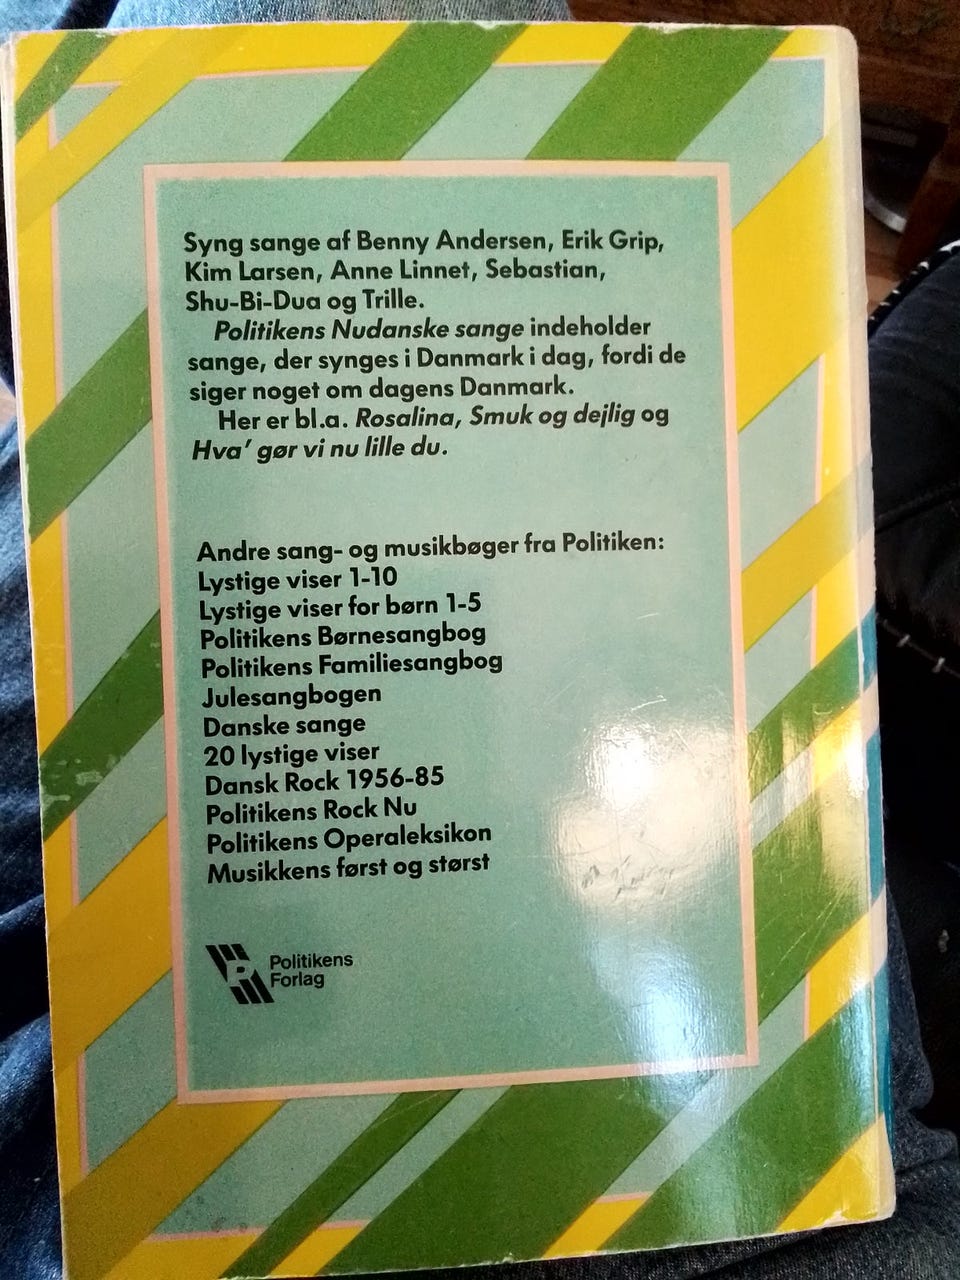 Syng sange af Benny Andersen, Erik Grip,
Kim Larsen, Anne Linnet, Sebastian,
Shu-Bi-Dua og Trille.
Politikens Nudanske sange indeholder
sange, der synges i Danmark i dag, fordi de
siger noget om dagens Danmark.
Her er bl.a. Rosalina, Smuk og dejlig og
Hva' gør vi nu lille du.
Andre sang- og musikbøger fra Politiken:
Lystige viser 1-10
Lystige viser for børn 1-5
Politikens Børnesangbog
Politikens Familiesangbog
Julesangbogen
Danske sange
20 lystige viser
Dansk Rock 1956-85
Politikens Rock Nu
Politikens Operaleksikon
Musikkens først og størst
P
Politikens
Forlag